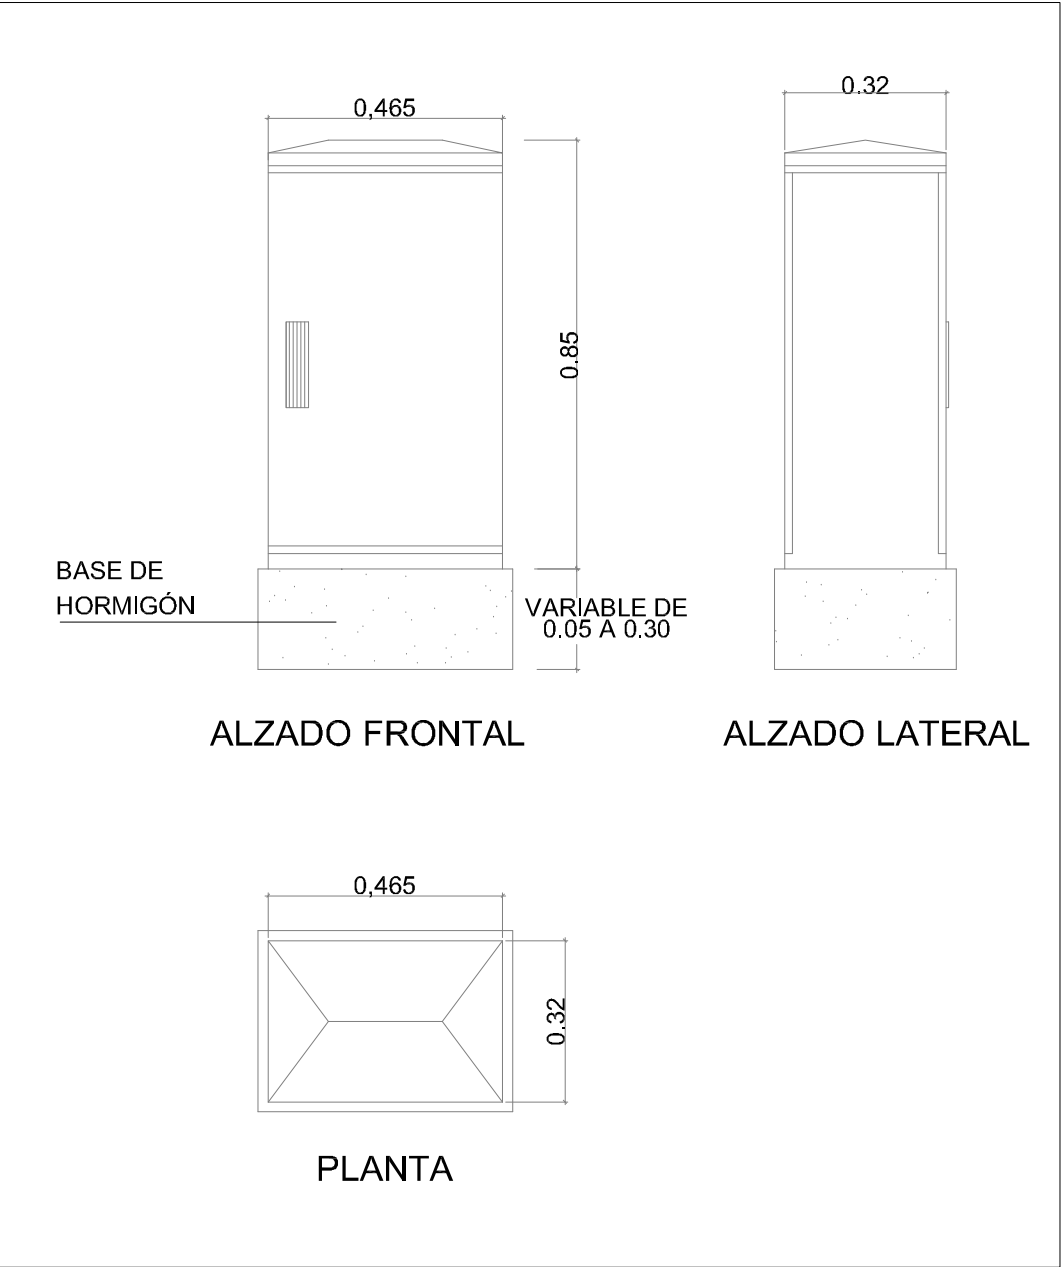 0,465
0.32
0.85
BASE DE
HORMIGÓN
VARIABLE DE
0.05 A 0.30
ALZADO FRONTAL
ALZADO LATERAL
0,465
0.32
PLANTA